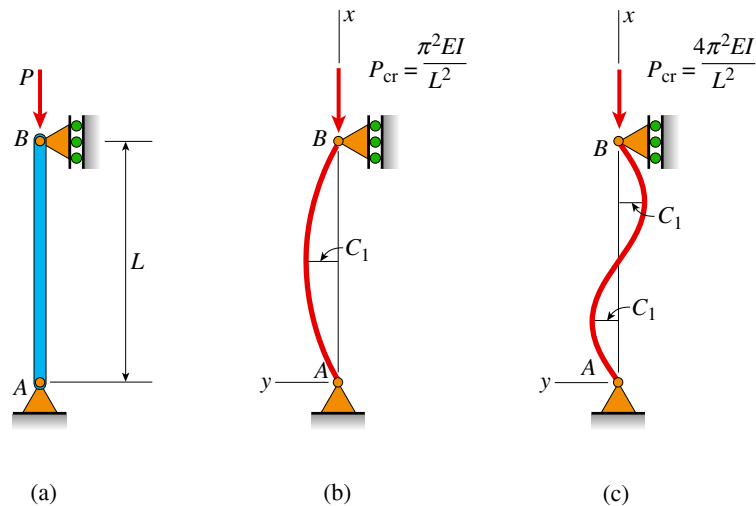 P
B
L
A
(a)
x
P_cr = π²EI / L²
B
C₁
A
y
(b)
x
P_cr = 4π²EI / L²
B
C₁
C₁
A
y
(c)